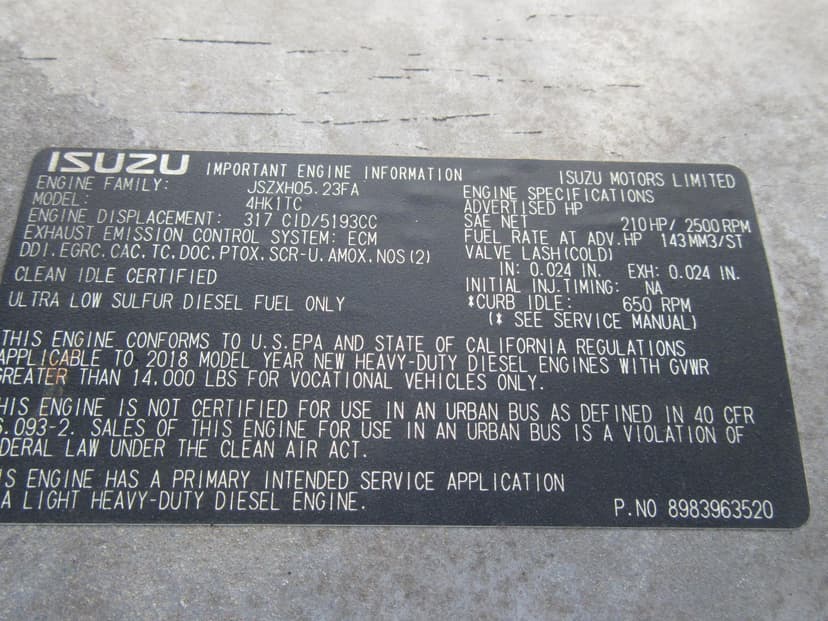 ISUZU IMPORTANT ENGINE INFORMATION ISUZU MOTORS LIMITED
ENGINE FAMILY: JSZXH05.23FA
MODEL: 4HK1TC
ENGINE DISPLACEMENT: 317 CID/5193CC
EXHAUST EMISSION CONTROL SYSTEM: ECM
DDI.EGRC.CAC.TC.DOC.PTOX.SCR-U.AMOX.NOS(2)
CLEAN IDLE CERTIFIED
ULTRA LOW SULFUR DIESEL FUEL ONLY
ENGINE SPECIFICATIONS
ADVERTISED HP
SAE NET 210HP/2500RPM
FUEL RATE AT ADV.HP 143MM3/ST
VALVE LASH(COLD)
IN: 0.024 IN. EXH: 0.024 IN.
INITIAL INJ.TIMING: NA
*CURB IDLE: 650 RPM
(* SEE SERVICE MANUAL)
THIS ENGINE CONFORMS TO U.S.EPA AND STATE OF CALIFORNIA REGULATIONS
APPLICABLE TO 2018 MODEL YEAR NEW HEAVY-DUTY DIESEL ENGINES WITH GVWR
GREATER THAN 14.000 LBS FOR VOCATIONAL VEHICLES ONLY.
HIS ENGINE IS NOT CERTIFIED FOR USE IN AN URBAN BUS AS DEFINED IN 40 CFR
6.093-2. SALES OF THIS ENGINE FOR USE IN AN URBAN BUS IS A VIOLATION OF
EDERAL LAW UNDER THE CLEAN AIR ACT.
IS ENGINE HAS A PRIMARY INTENDED SERVICE APPLICATION
A LIGHT HEAVY-DUTY DIESEL ENGINE.
P.NO 8983963520